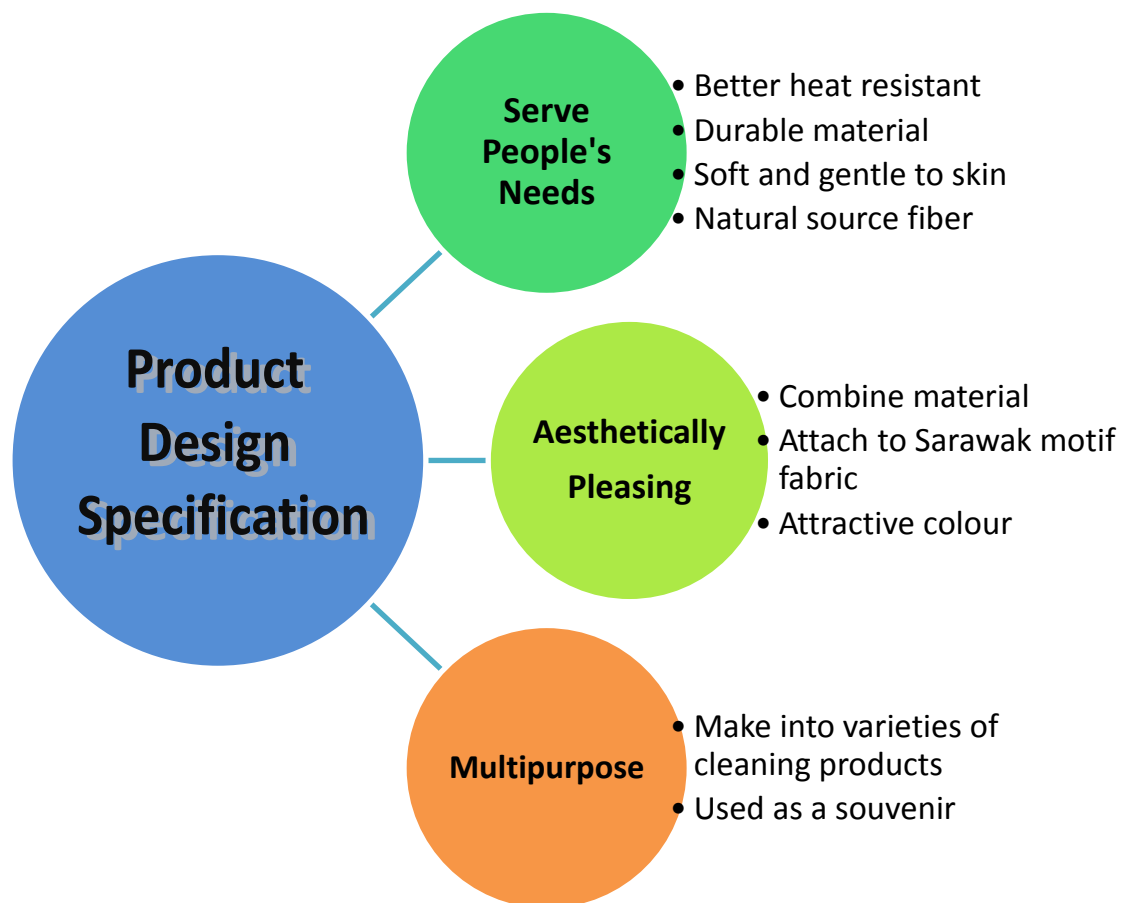 Product
Design
Specification
Serve
People's
Needs
• Better heat resistant
• Durable material
• Soft and gentle to skin
• Natural source fiber
Aesthetically
Pleasing
• Combine material
• Attach to Sarawak motif
fabric
• Attractive colour
Multipurpose
• Make into varieties of
cleaning products
• Used as a souvenir